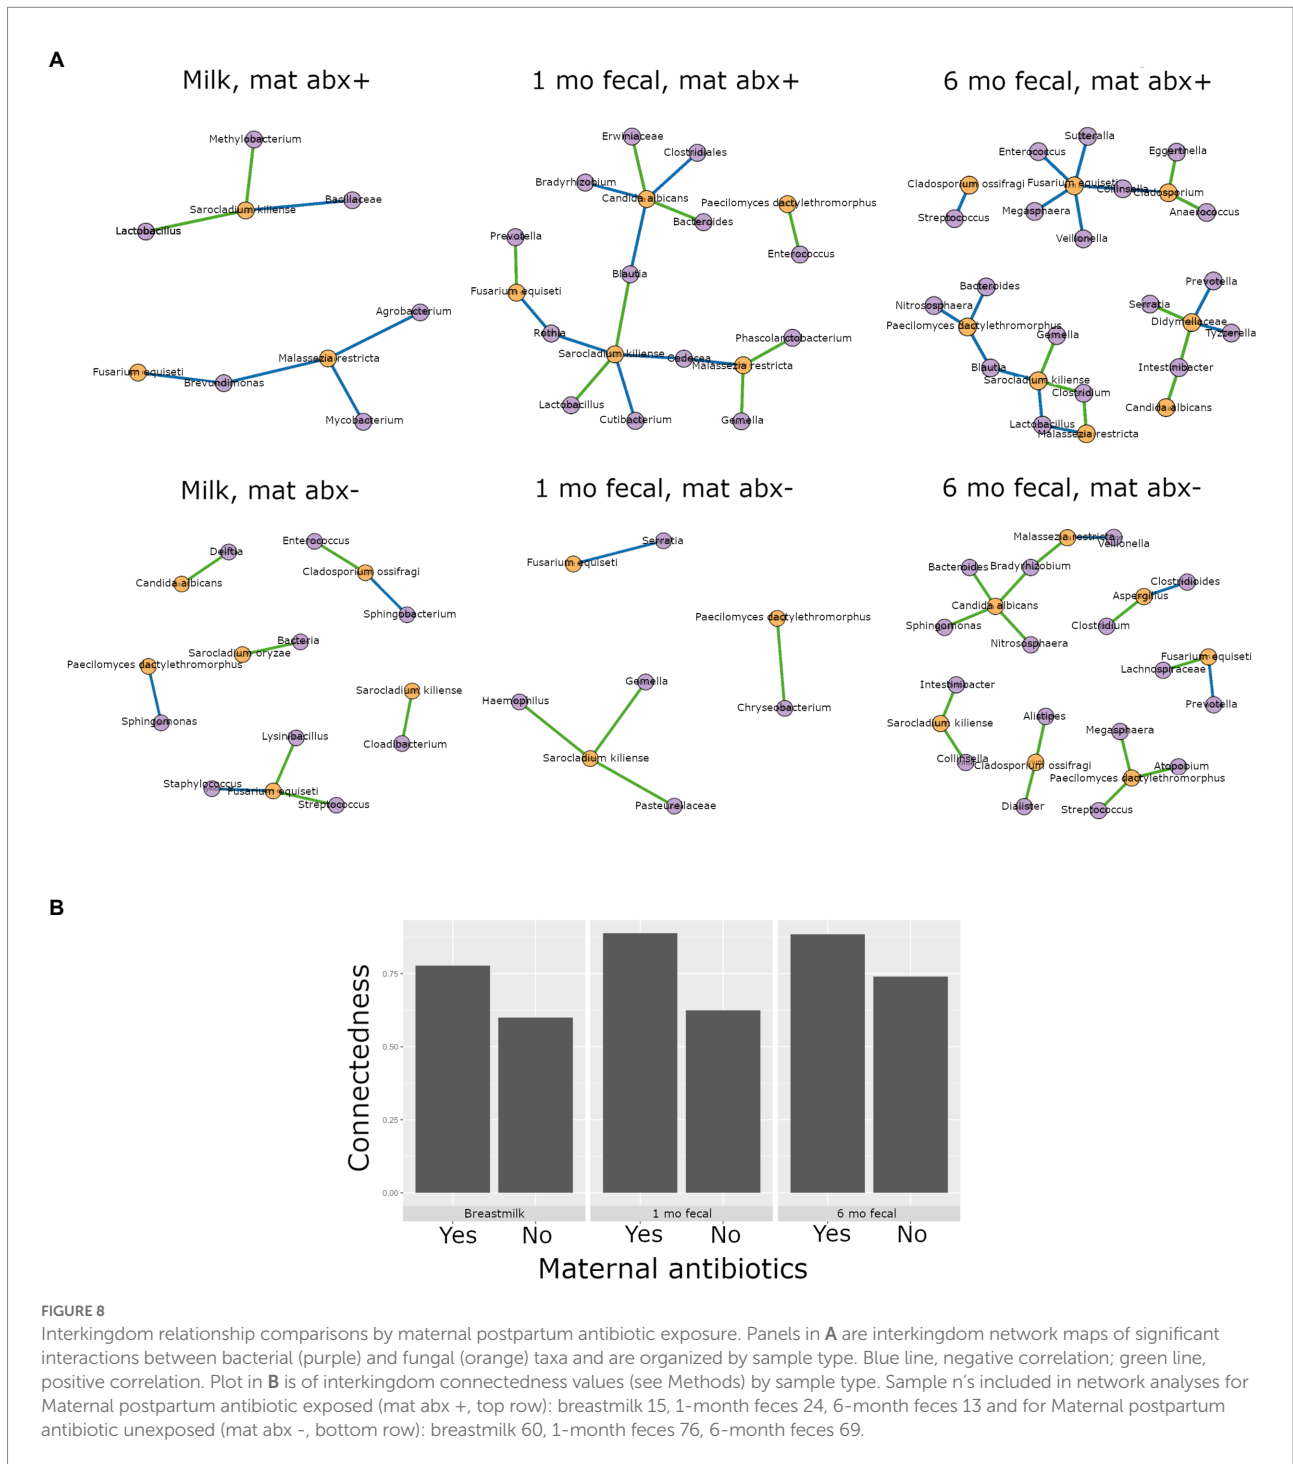 A
Milk, mat abx+
Methylobacterium
Bacillaceae
Sarocladium kiliense
Lactobacillus
Agrobacterium
Malassezia restricta
Fusarium equiseti
Brevundimonas
Mycobacterium
1 mo fecal, mat abx+
Erwiniaceae
Clostridiales
Bradyrhizobium
Candida albicans
Paecilomyces dactylethromorphus
Bacteroides
Prevotella
Enterococcus
Blautia
Fusarium equiseti
Rothia
Phascolarctobacterium
Sarocladium kiliense
Cedecea
Malassezia restricta
Lactobacillus
Cutibacterium
Gemella
6 mo fecal, mat abx+
Sutteralla
Enterococcus
Eggerthella
Cladosporium ossifragi
Fusarium equiseti
Collinsella
Cladosporium
Streptococcus
Megasphaera
Anaerococcus
Veillonella
Bacteroides
Prevotella
Nitrososphaera
Serratia
Paecilomyces dactylethromorphus
Didymellaceae
Gemella
Tyzzerella
Blautia
Intestinibacter
Sarocladium kiliense
Clostridium
Candida albicans
Lactobacillus
Malassezia restricta
Milk, mat abx-
Enterococcus
Delftia
Cladosporium ossifragi
Candida albicans
Sphingobacterium
Bacteria
Sarocladium oryzae
Paecilomyces dactylethromorphus
Sarocladium kiliense
Sphingomonas
Lysinibacillus
Cloadibacterium
Staphylococcus
Fusarium equiseti
Streptococcus
1 mo fecal, mat abx-
Serratia
Fusarium equiseti
Paecilomyces dactylethromorphus
Gemella
Haemophilus
Chryseobacterium
Sarocladium kiliense
Pasteurellaceae
6 mo fecal, mat abx-
Malassezia restricta
Veillonella
Bacteroides
Bradyrhizobium
Clostridioides
Aspergillus
Candida albicans
Sphingomonas
Clostridium
Nitrososphaera
Fusarium equiseti
Lachnospiraceae
Intestinibacter
Prevotella
Alistipes
Sarocladium kiliense
Megasphaera
Collinsella
Cladosporium ossifragi
Atopobium
Paecilomyces dactylethromorphus
Dialister
Streptococcus
B
Connectedness
0.75
0.50
0.25
0.00
Breastmilk
1 mo fecal
6 mo fecal
Yes No Yes No Yes No
Maternal antibiotics
FIGURE 8
Interkingdom relationship comparisons by maternal postpartum antibiotic exposure. Panels in A are interkingdom network maps of significant
interactions between bacterial (purple) and fungal (orange) taxa and are organized by sample type. Blue line, negative correlation; green line,
positive correlation. Plot in B is of interkingdom connectedness values (see Methods) by sample type. Sample n's included in network analyses for
Maternal postpartum antibiotic exposed (mat abx +, top row): breastmilk 15, 1-month feces 24, 6-month feces 13 and for Maternal postpartum
antibiotic unexposed (mat abx -, bottom row): breastmilk 60, 1-month feces 76, 6-month feces 69.